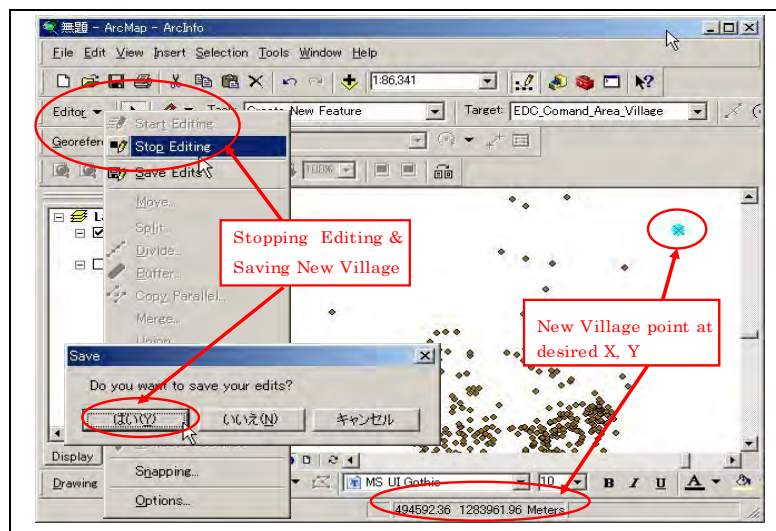 無題 - ArcMap - ArcInfo
File Edit View Insert Selection Tools Window Help
1:86,341
Editor Create New Feature Target: EDC_Comand_Area_Village
Start Editing
Stop Editing
Save Edits
100%
Move...
Split...
Divide...
Buffer...
Copy Parallel...
Merge...
Union
Stopping Editing &
Saving New Village
New Village point at
desired X, Y
Save
Do you want to save your edits?
はい(Y) いいえ(N) キャンセル
Display
Snapping...
Drawing MS UI Gothic 10 B I U A
Options...
494592.36 1283961.96 Meters